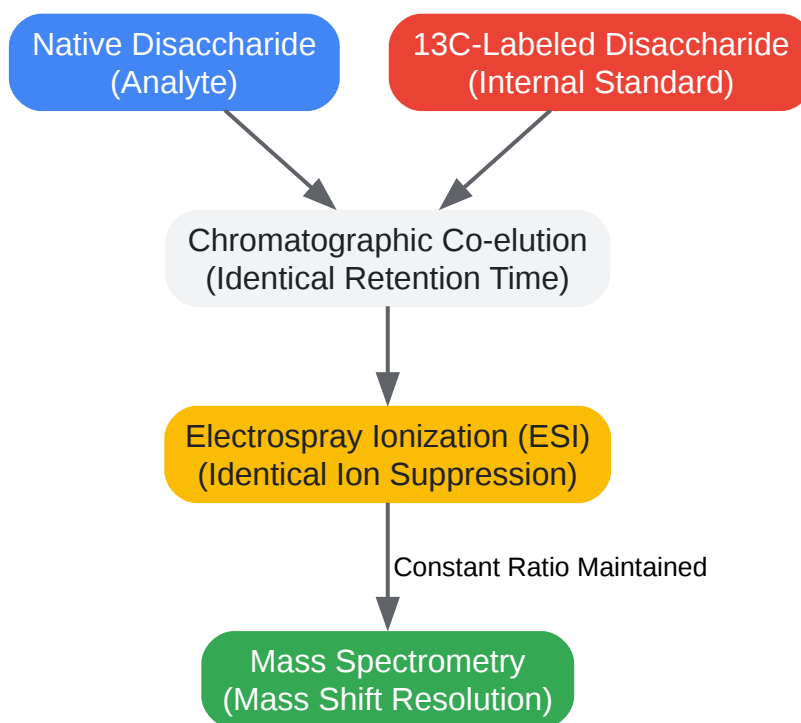 Native Disaccharide
(Analyte)
13C-Labeled Disaccharide
(Internal Standard)
Chromatographic Co-elution
(Identical Retention Time)
Electrospray Ionization (ESI)
(Identical Ion Suppression)
Constant Ratio Maintained
Mass Spectrometry
(Mass Shift Resolution)